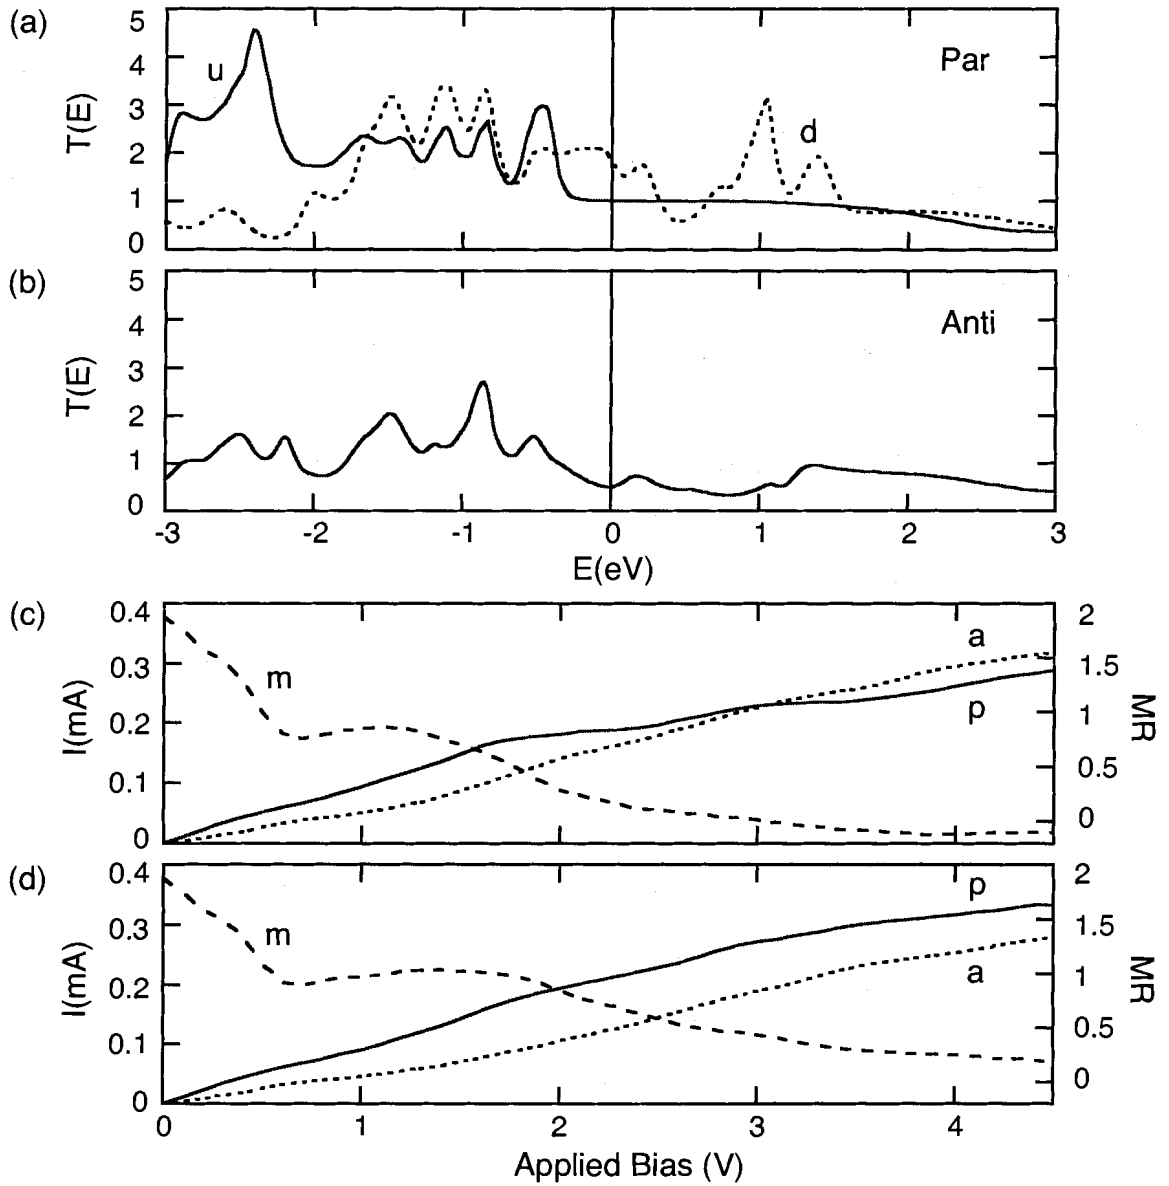 (a)
5
4
3
2
1
0
T(E)
u
d
Par
(b)
5
4
3
2
1
0
T(E)
Anti
-3 -2 -1 0 1 2 3
E(eV)
(c)
0.4
0.3
0.2
0.1
0
I(mA)
m
a
p
2
1.5
1
0.5
0
MR
(d)
0.4
0.3
0.2
0.1
0
I(mA)
m
p
a
2
1.5
1
0.5
0
MR
0 1 2 3 4
Applied Bias (V)